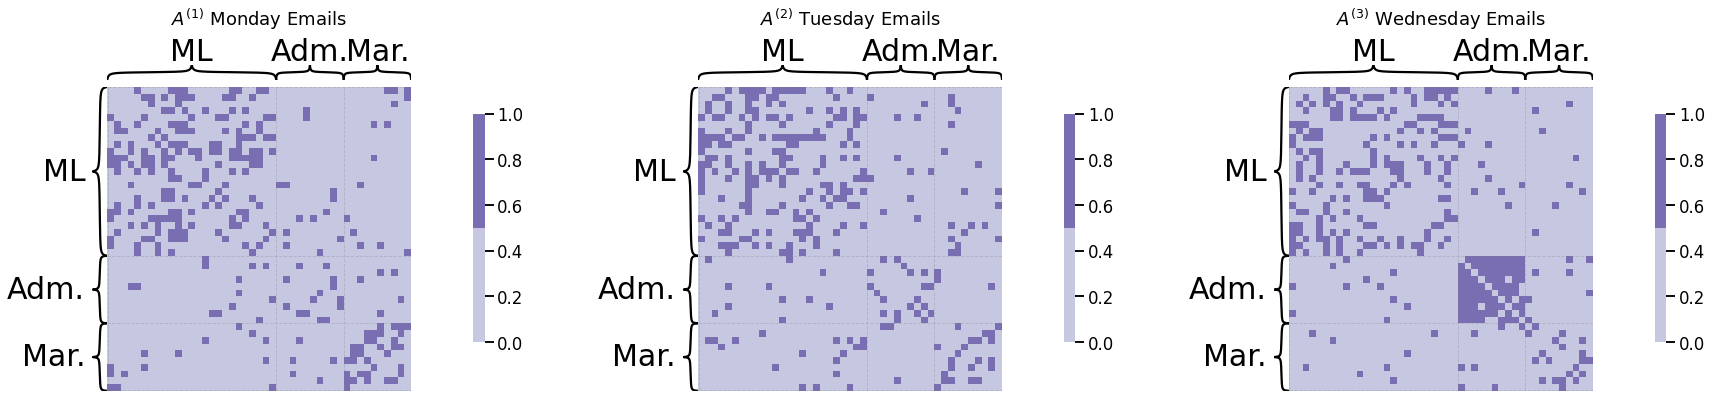 A⁽¹⁾ Monday Emails
ML Adm. Mar.
ML
Adm.
Mar.
1.0
0.8
0.6
0.4
0.2
0.0
A⁽²⁾ Tuesday Emails
ML Adm. Mar.
ML
Adm.
Mar.
1.0
0.8
0.6
0.4
0.2
0.0
A⁽³⁾ Wednesday Emails
ML Adm. Mar.
ML
Adm.
Mar.
1.0
0.8
0.6
0.4
0.2
0.0